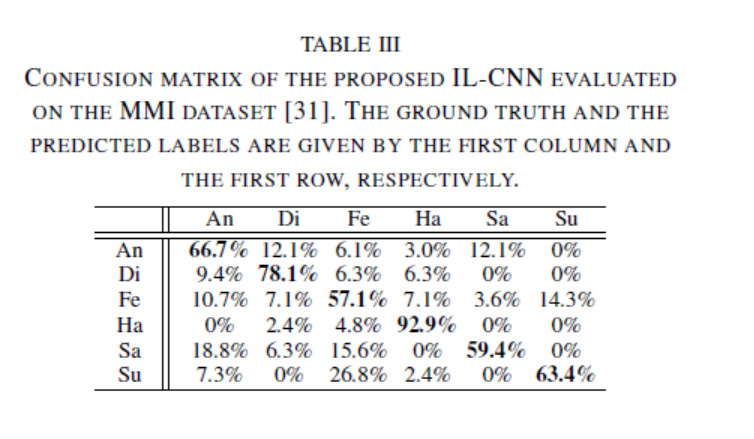 TABLE III
CONFUSION MATRIX OF THE PROPOSED IL-CNN EVALUATED
ON THE MMI DATASET [31]. THE GROUND TRUTH AND THE
PREDICTED LABELS ARE GIVEN BY THE FIRST COLUMN AND
THE FIRST ROW, RESPECTIVELY.
An Di Fe Ha Sa Su
An 66.7% 12.1% 6.1% 3.0% 12.1% 0%
Di 9.4% 78.1% 6.3% 6.3% 0% 0%
Fe 10.7% 7.1% 57.1% 7.1% 3.6% 14.3%
Ha 0% 2.4% 4.8% 92.9% 0% 0%
Sa 18.8% 6.3% 15.6% 0% 59.4% 0%
Su 7.3% 0% 26.8% 2.4% 0% 63.4%